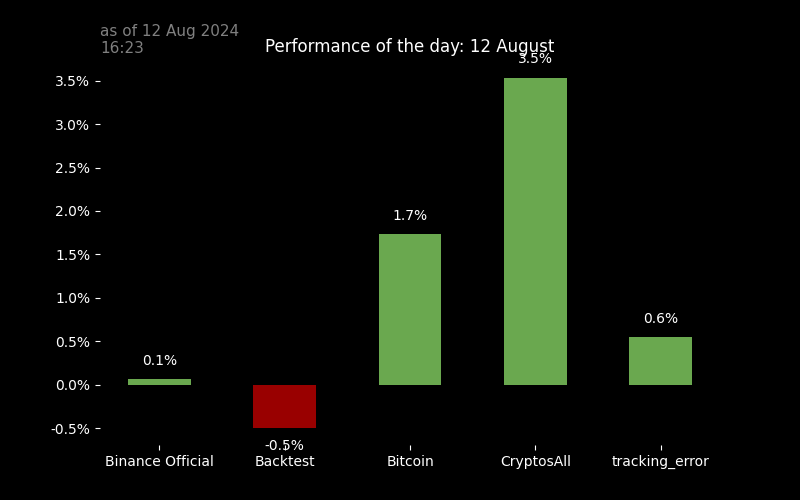 as of 12 Aug 2024
16:23
Performance of the day: 12 August
3.5%
3.5%
3.0%
2.5%
2.0%
1.7%
1.5%
1.0%
0.6%
0.5%
0.1%
0.0%
-0.5%
-0.5%
Binance Official
Backtest
Bitcoin
CryptosAll
tracking_error